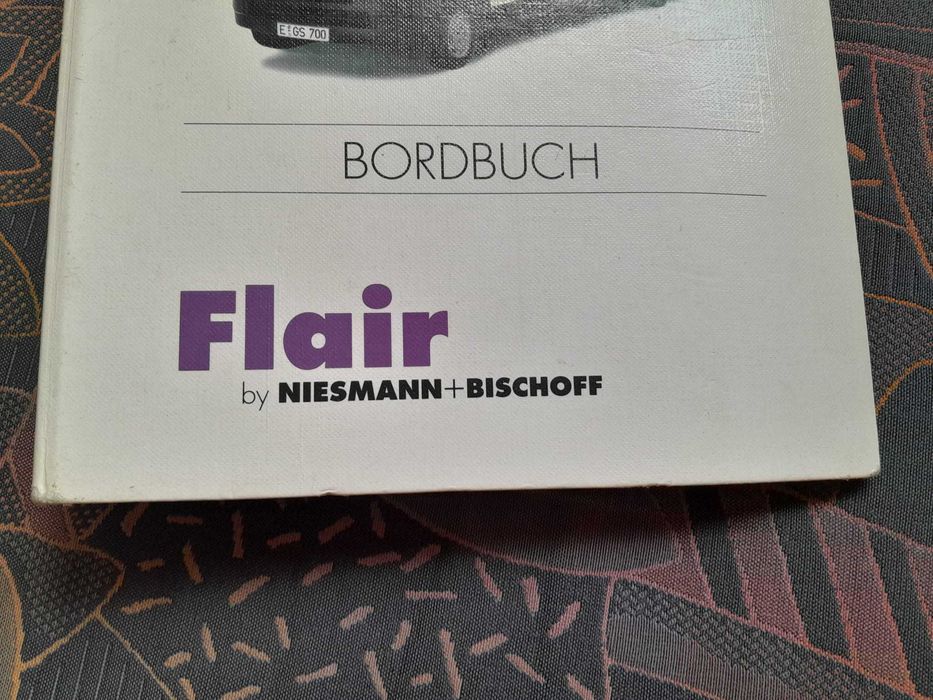 E GS 700
BORDBUCH
Flair
by NIESMANN+BISCHOFF